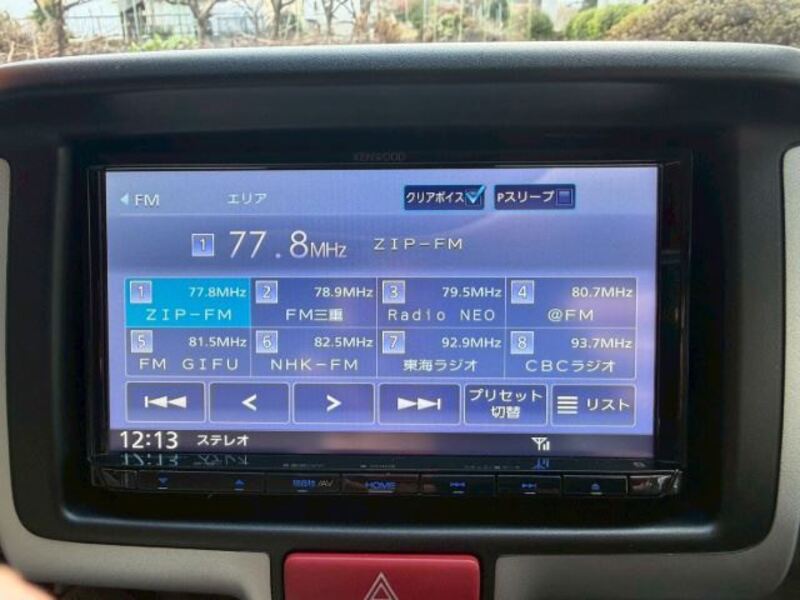 KENWOOD
FM エリア クリアボイス Pスリープ
1 77.8MHz ZIP-FM
1 77.8MHz 2 78.9MHz 3 79.5MHz 4 80.7MHz
ZIP-FM FM三重 Radio NEO @FM
5 81.5MHz 6 82.5MHz 7 92.9MHz 8 93.7MHz
FM GIFU NHK-FM 東海ラジオ CBCラジオ
プリセット
切替 リスト
12:13 ステレオ
現在地/AV HOME